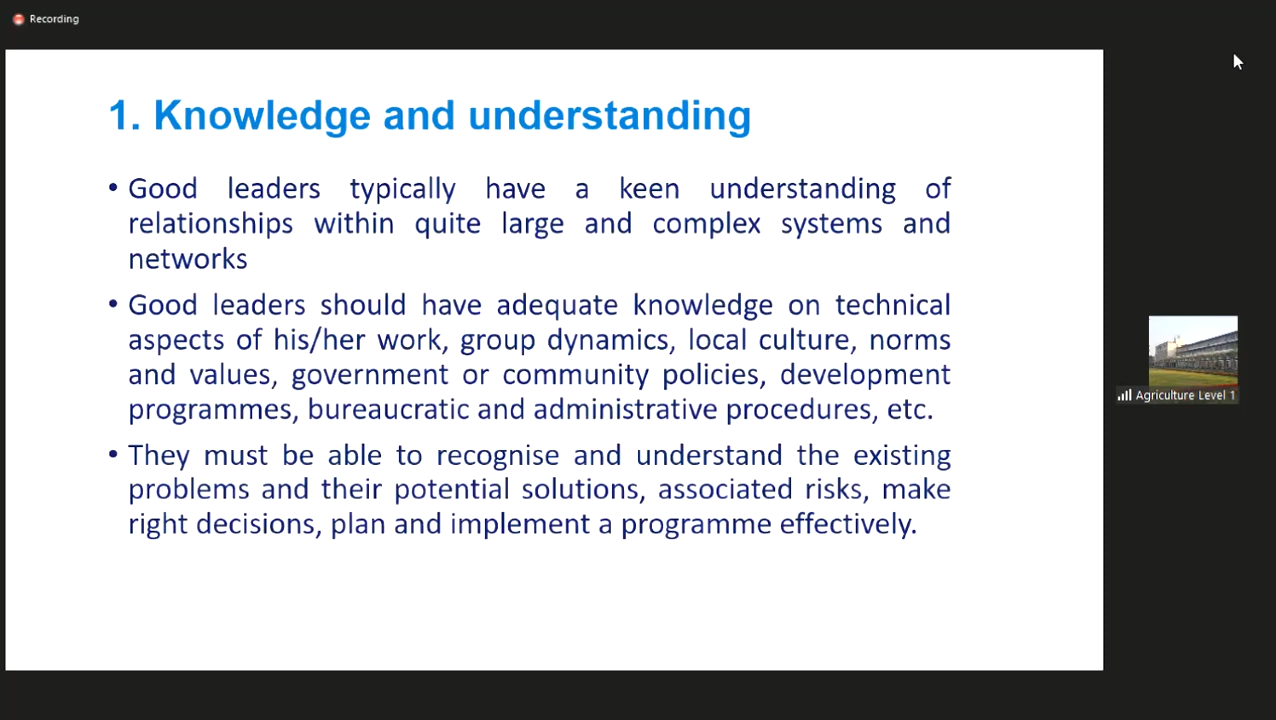 Recording
1. Knowledge and understanding
• Good leaders typically have a keen understanding of
relationships within quite large and complex systems and
networks
• Good leaders should have adequate knowledge on technical
aspects of his/her work, group dynamics, local culture, norms
and values, government or community policies, development
programmes, bureaucratic and administrative procedures, etc.
• They must be able to recognise and understand the existing
problems and their potential solutions, associated risks, make
right decisions, plan and implement a programme effectively.
Agriculture Level 1